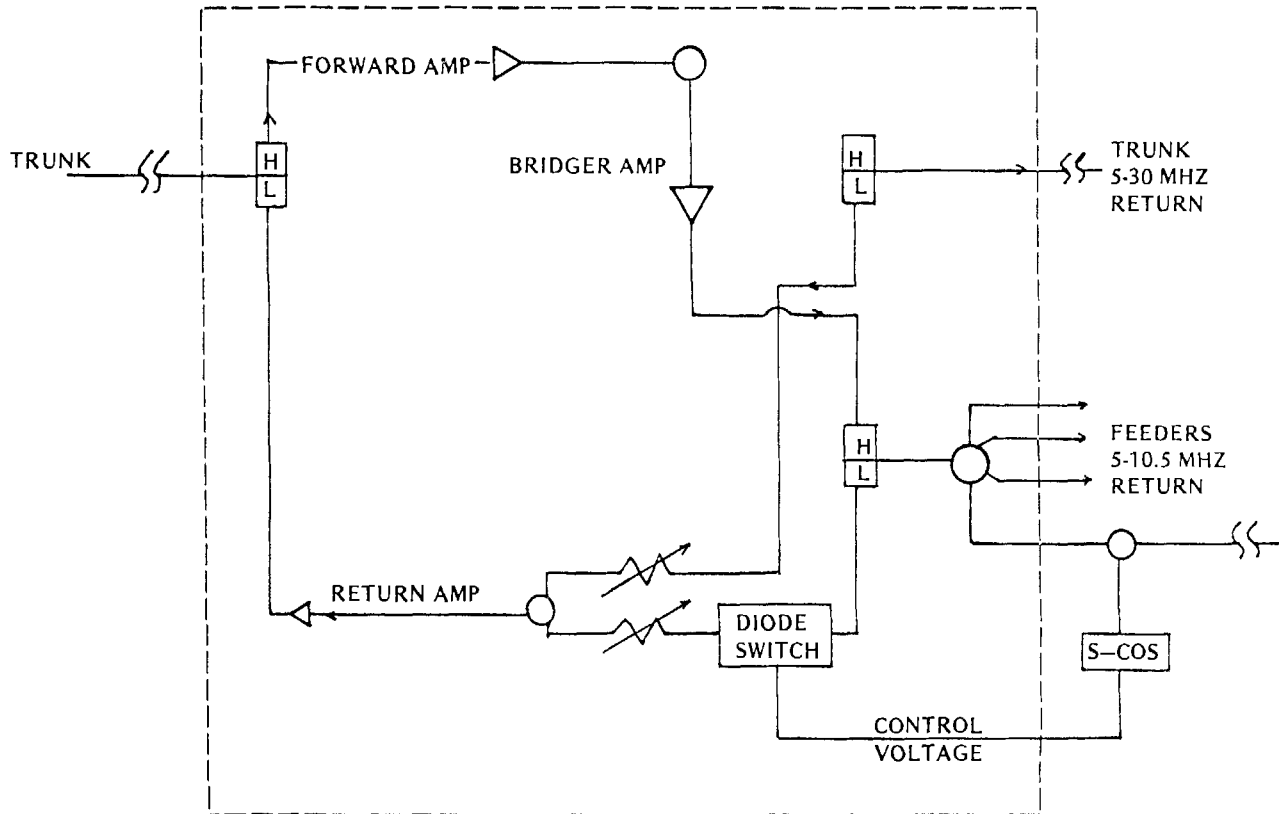 FORWARD AMP
TRUNK
H
L
BRIDGER AMP
H
L
TRUNK
5-30 MHZ
RETURN
H
L
FEEDERS
5-10.5 MHZ
RETURN
RETURN AMP
DIODE
SWITCH
S-COS
CONTROL
VOLTAGE